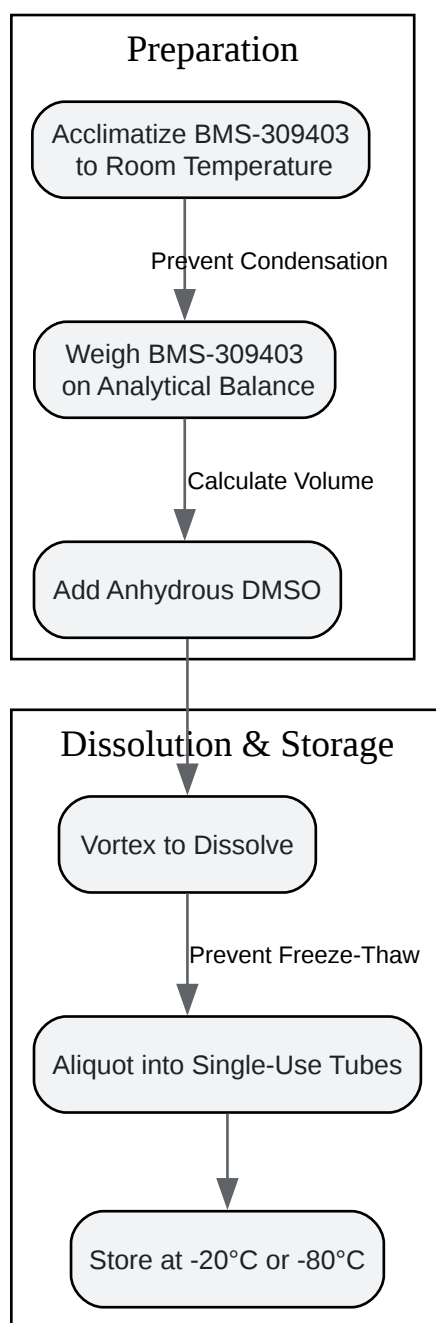 Preparation
Acclimatize BMS-309403
to Room Temperature
Prevent Condensation
Weigh BMS-309403
on Analytical Balance
Calculate Volume
Add Anhydrous DMSO
Dissolution & Storage
Vortex to Dissolve
Prevent Freeze-Thaw
Aliquot into Single-Use Tubes
Store at -20°C or -80°C